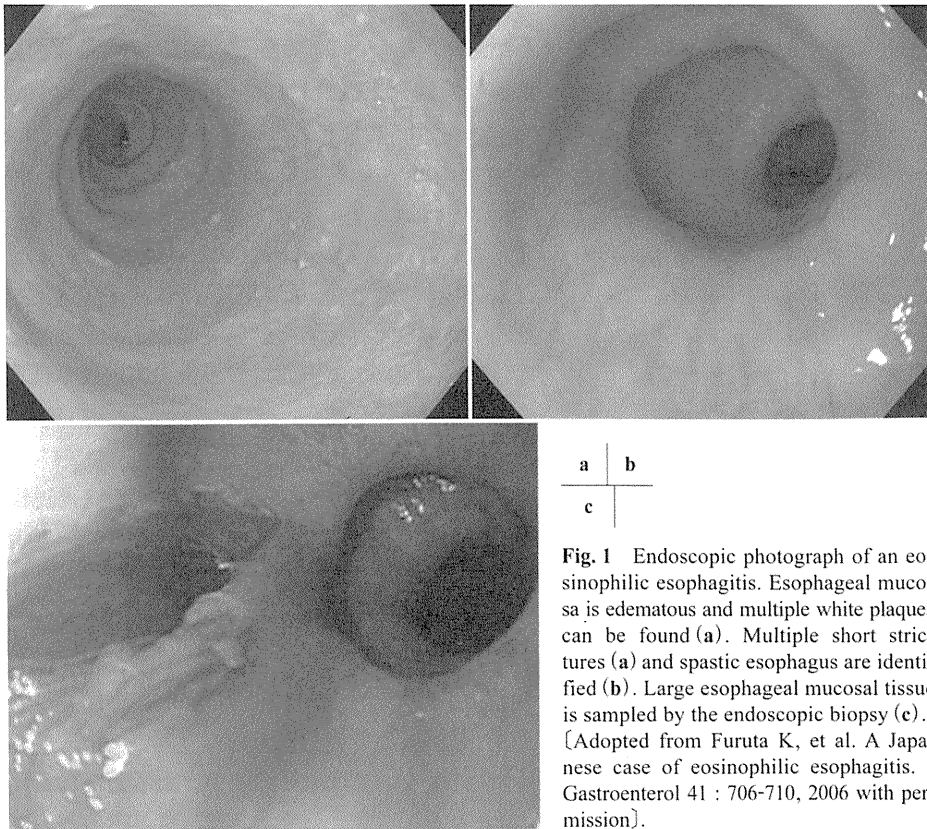 a b
c
Fig. 1 Endoscopic photograph of an eo
sinophilic esophagitis. Esophageal muco
sa is edematous and multiple white plaque
can be found (a). Multiple short stric
tures (a) and spastic esophagus are identi
fied (b). Large esophageal mucosal tissu
is sampled by the endoscopic biopsy (c).
〔Adopted from Furuta K, et al. A Japa
nese case of eosinophilic esophagitis.
Gastroenterol 41 : 706-710, 2006 with per
mission〕.